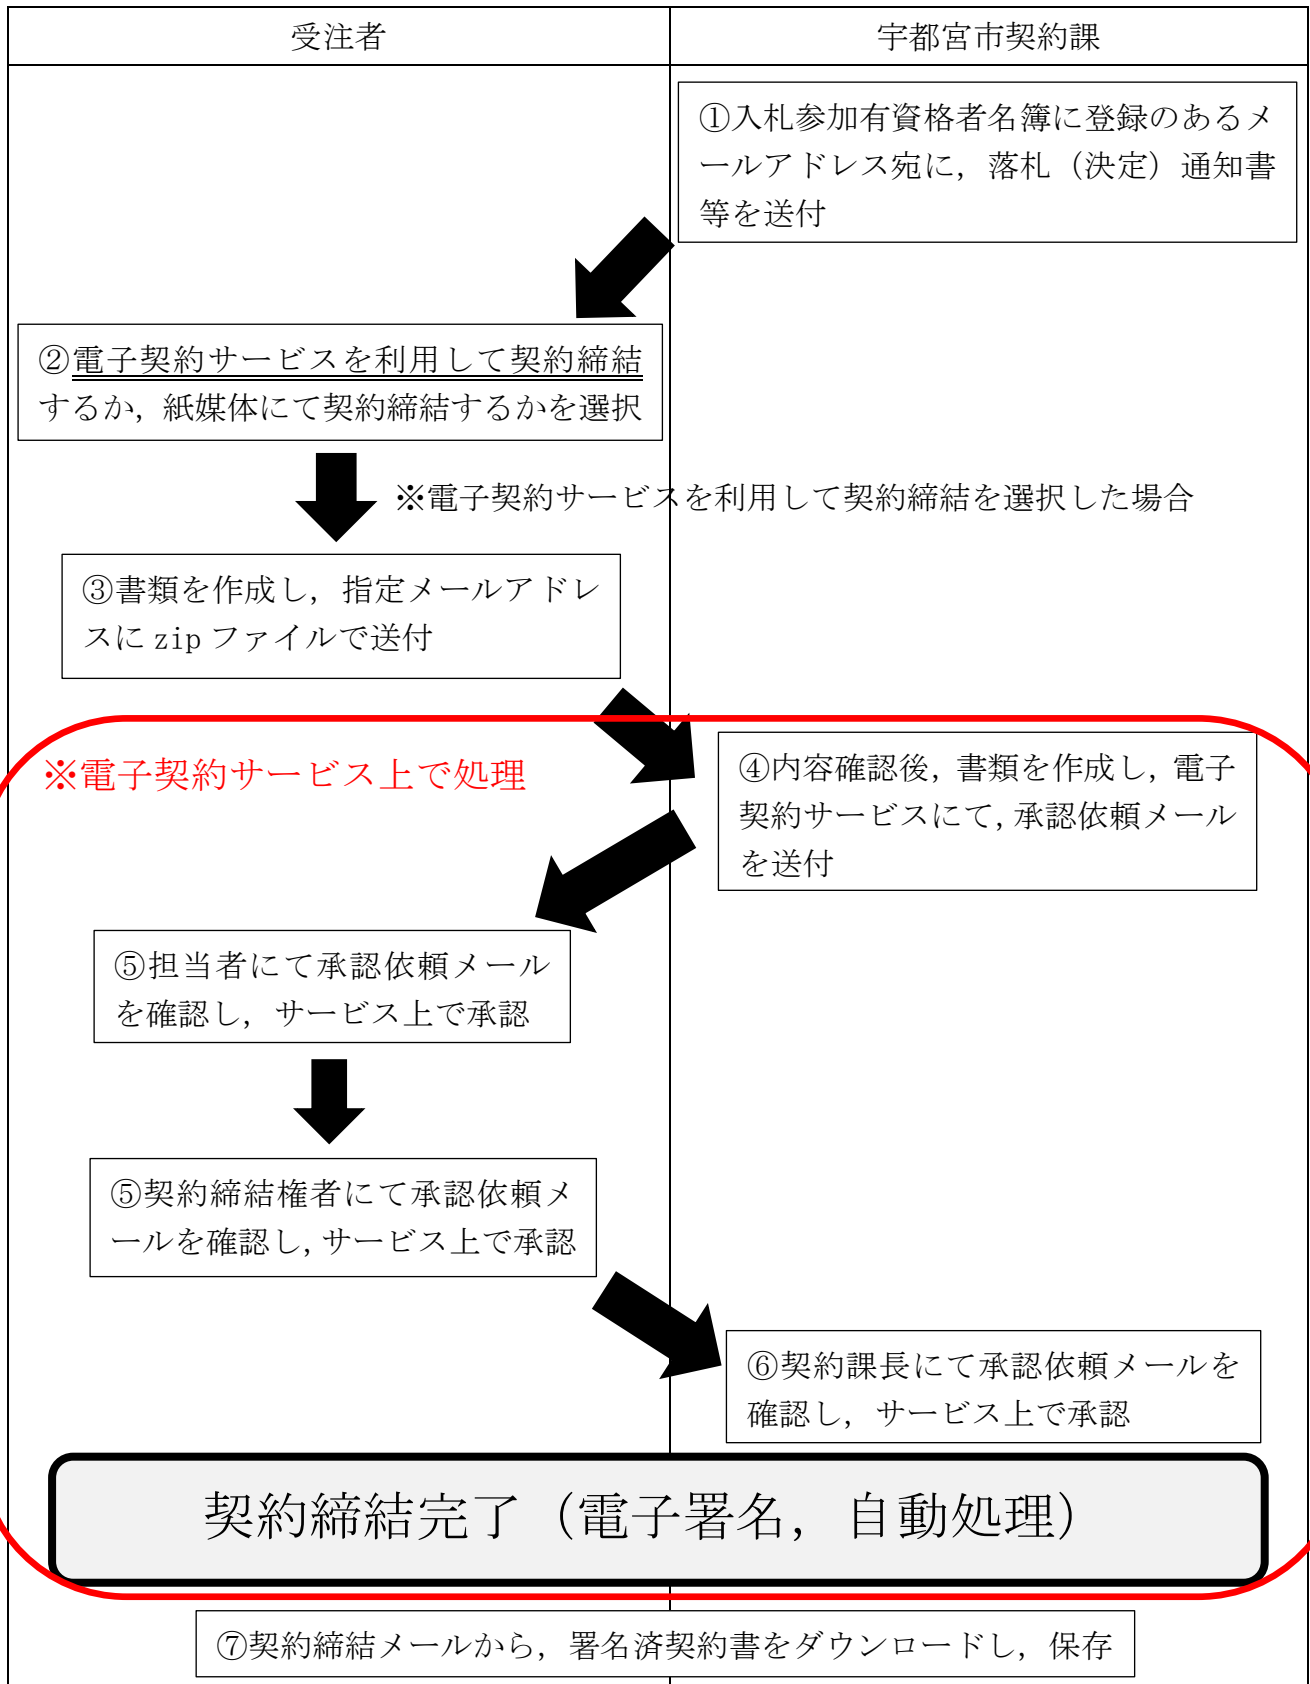 受注者
宇都宮市契約課
①入札参加有資格者名簿に登録のあるメ
ールアドレス宛に，落札（決定）通知書
等を送付
②電子契約サービスを利用して契約締結
するか，紙媒体にて契約締結するかを選択
※電子契約サービスを利用して契約締結を選択した場合
③書類を作成し，指定メールアドレ
スに zip ファイルで送付
※電子契約サービス上で処理
④内容確認後，書類を作成し，電子
契約サービスにて，承認依頼メール
を送付
⑤担当者にて承認依頼メール
を確認し，サービス上で承認
⑤契約締結権者にて承認依頼メ
ールを確認し，サービス上で承認
⑥契約課長にて承認依頼メールを
確認し，サービス上で承認
契約締結完了（電子署名，自動処理）
⑦契約締結メールから，署名済契約書をダウンロードし，保存